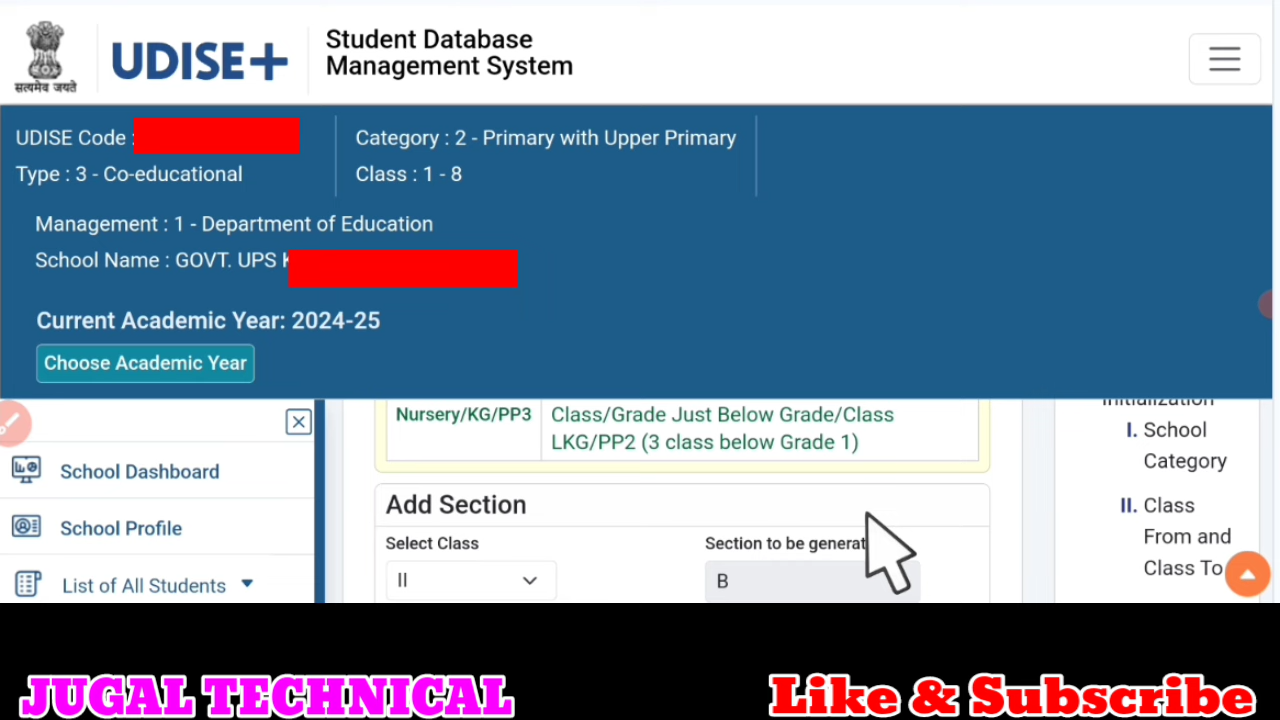 सत्यमेव जयते
UDISE+
Student Database
Management System
UDISE Code :
Type : 3 - Co-educational
Category : 2 - Primary with Upper Primary
Class : 1 - 8
Management : 1 - Department of Education
School Name : GOVT. UPS
Current Academic Year: 2024-25
Choose Academic Year
School Dashboard
School Profile
List of All Students
Nursery/KG/PP3
Class/Grade Just Below Grade/Class
LKG/PP2 (3 class below Grade 1)
Add Section
Select Class
II
Section to be
B
Initialization
I. School
Category
II. Class
From and
Class To
JUGAL TECHNICAL
Like & Subscribe